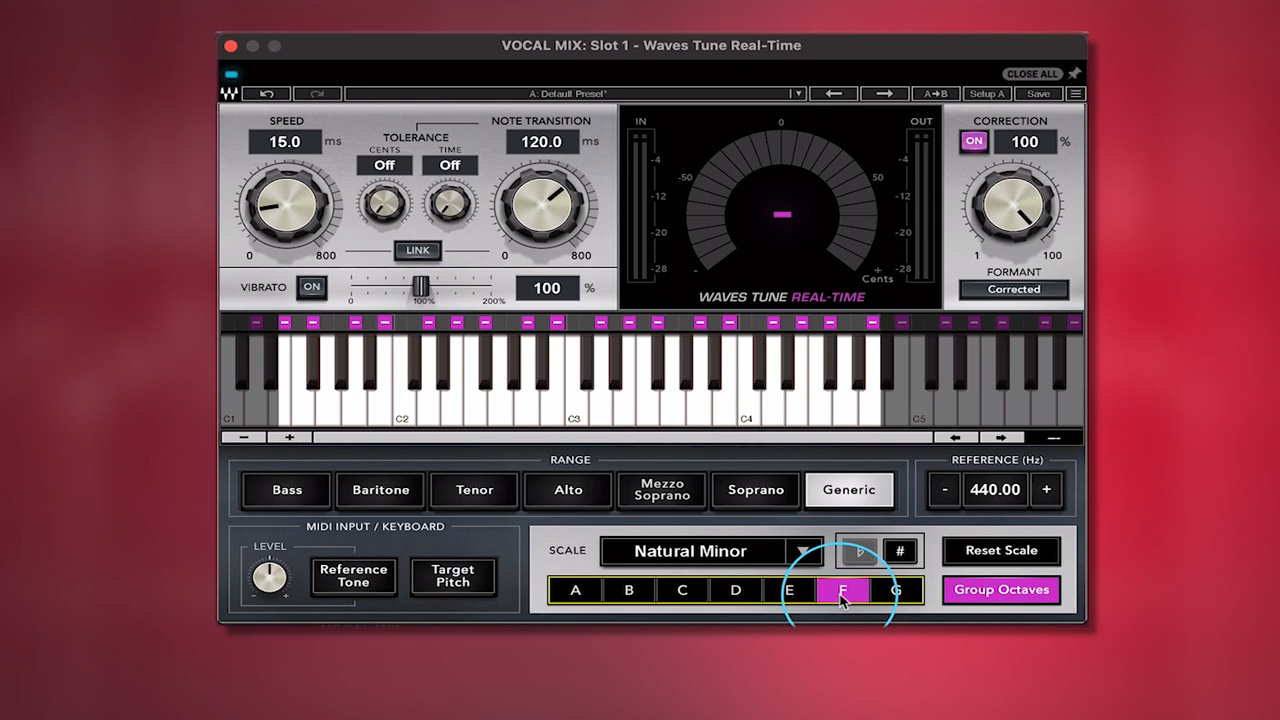 VOCAL MIX: Slot 1 - Waves Tune Real-Time
CLOSE ALL
A: Default Preset*
A→B
Setup A
Save
SPEED
15.0 ms
0 800
TOLERANCE
CENTS TIME
Off Off
LINK
NOTE TRANSITION
120.0 ms
0 800
VIBRATO ON
0 100% 200%
100 %
IN
-4
-12
-20
-28
0
-50 50
- +
Cents
WAVES TUNE REAL-TIME
OUT
-4
-12
-20
-28
CORRECTION
ON 100 %
1 100
FORMANT
Corrected
C1 C2 C3 C4 C5
- +
RANGE
Bass Baritone Tenor Alto Mezzo Soprano Soprano Generic
REFERENCE (Hz)
- 440.00 +
MIDI INPUT / KEYBOARD
LEVEL
- +
Reference Tone
Target Pitch
SCALE Natural Minor ♭ # Reset Scale
A B C D E F G Group Octaves